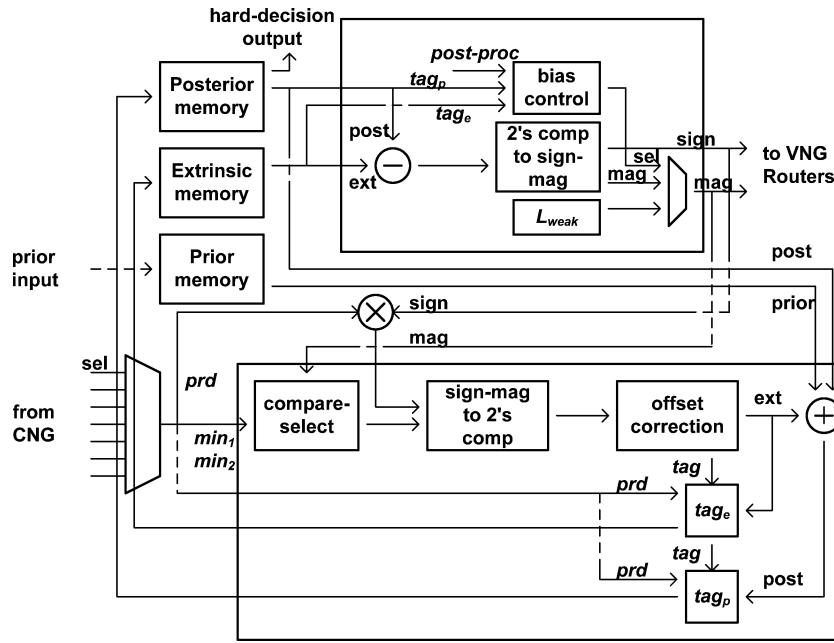 hard-decision
output
Posterior
memory
post-proc
tagp
tage
bias
control
post
ext
−
2's comp
to sign-
mag
sel
sign
mag
mag
to VNG
Routers
Extrinsic
memory
Lweak
prior
input
Prior
memory
post
prior
sign
mag
sel
prd
from
CNG
min1
min2
compare-
select
sign-mag
to 2's
comp
offset
correction
ext
+
tag
prd
tage
tag
prd
tagp
post